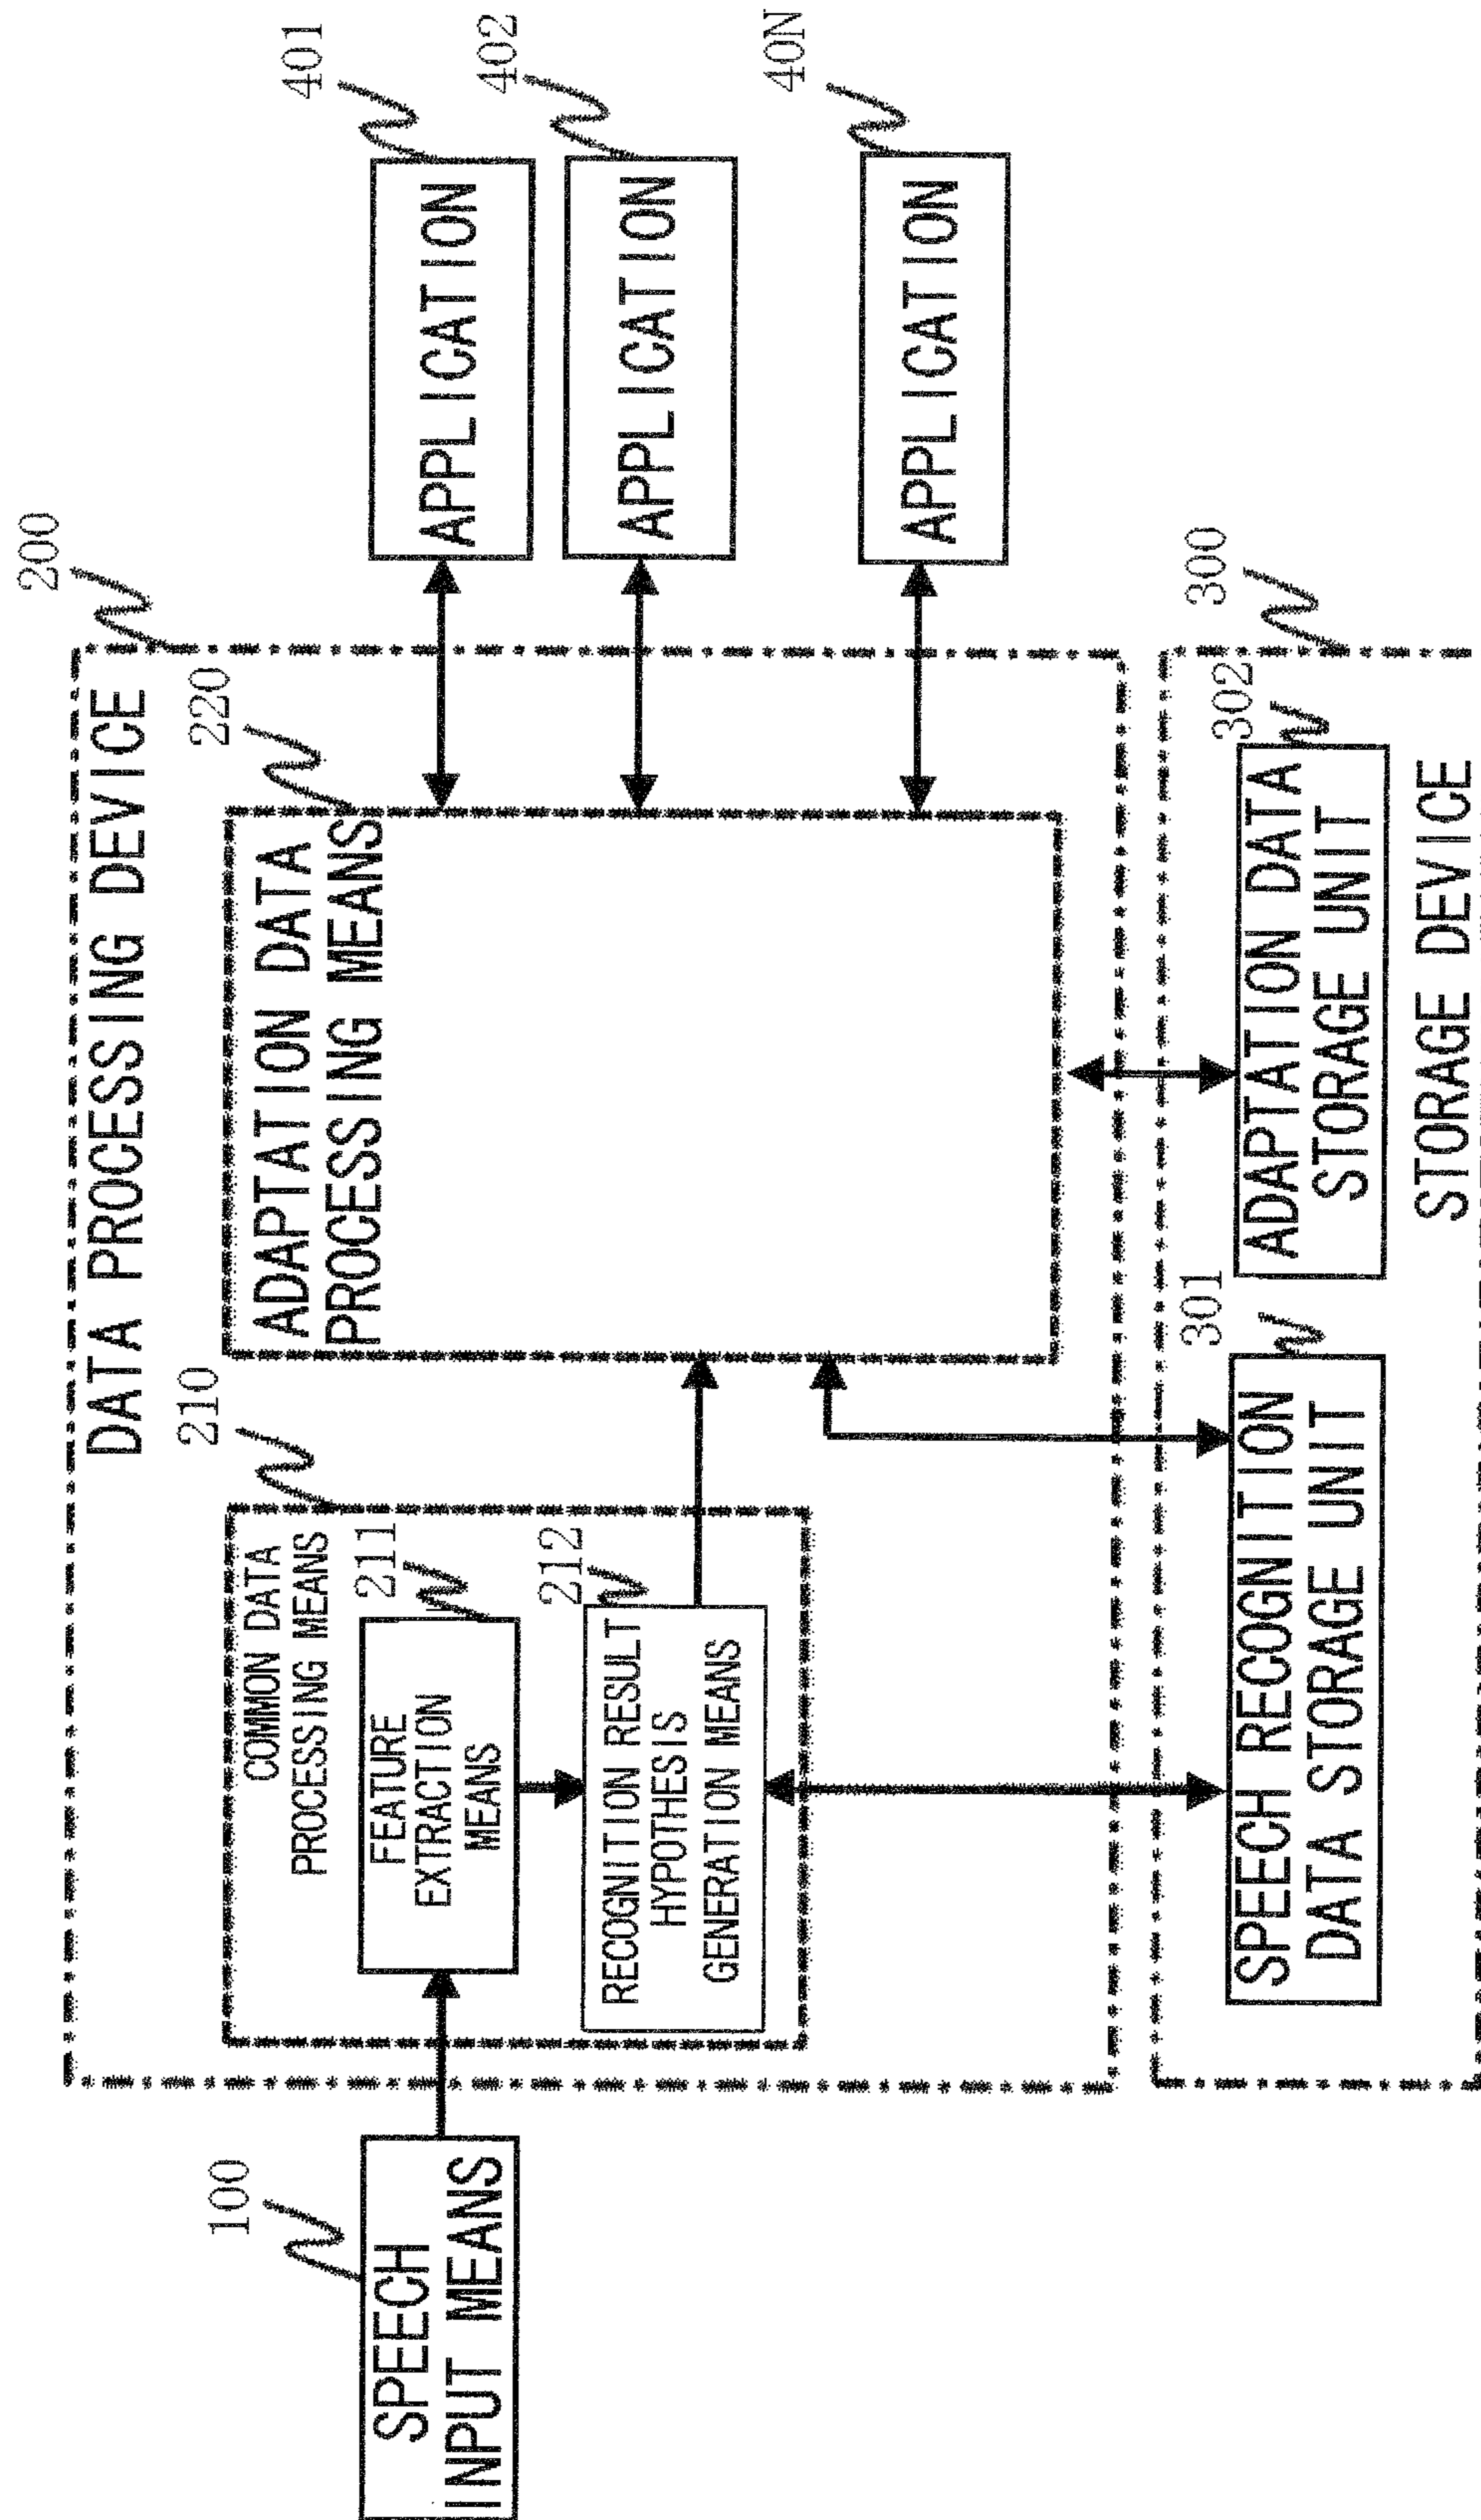 200
DATA PROCESSING DEVICE
210
COMMON DATA
PROCESSING MEANS
211
FEATURE
EXTRACTION
MEANS
212
RECOGNITION RESULT
HYPOTHESIS
GENERATION MEANS
220
ADAPTATION DATA
PROCESSING MEANS
100
SPEECH
INPUT MEANS
401
APPLICATION
402
APPLICATION
40N
APPLICATION
300
301
SPEECH RECOGNITION
DATA STORAGE UNIT
302
ADAPTATION DATA
STORAGE UNIT
STORAGE DEVICE